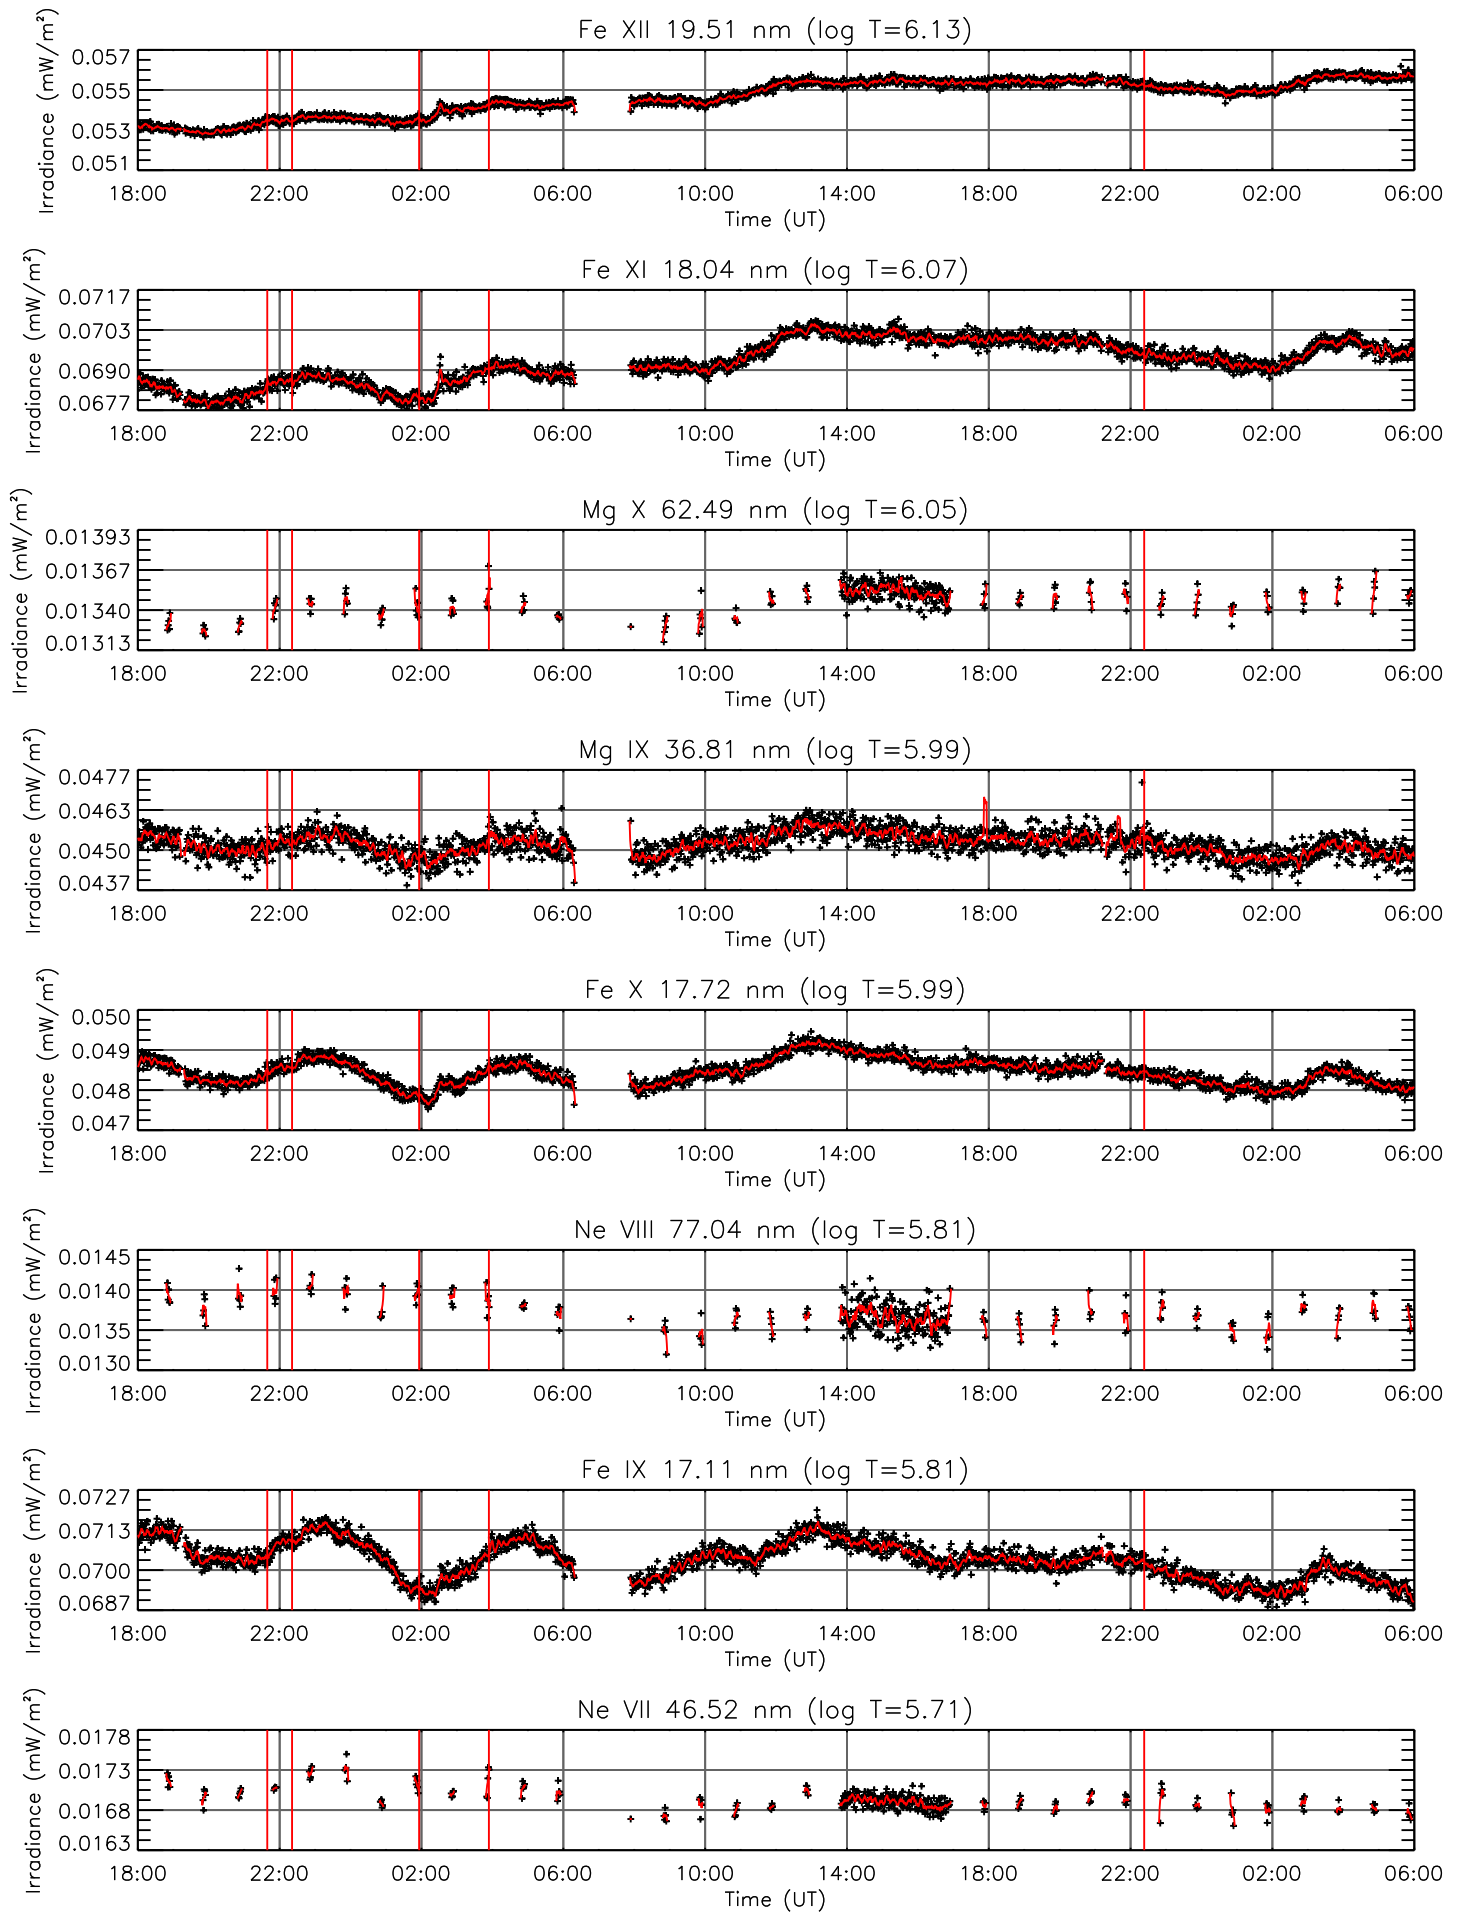 Fe XII 19.51 nm (log T=6.13)
Irradiance (mW/m²)
0.057
0.055
0.053
0.051
18:00 22:00 02:00 06:00 10:00 14:00 18:00 22:00 02:00 06:00
Time (UT)
Fe XI 18.04 nm (log T=6.07)
Irradiance (mW/m²)
0.0717
0.0703
0.0690
0.0677
18:00 22:00 02:00 06:00 10:00 14:00 18:00 22:00 02:00 06:00
Time (UT)
Mg X 62.49 nm (log T=6.05)
Irradiance (mW/m²)
0.01393
0.01367
0.01340
0.01313
18:00 22:00 02:00 06:00 10:00 14:00 18:00 22:00 02:00 06:00
Time (UT)
Mg IX 36.81 nm (log T=5.99)
Irradiance (mW/m²)
0.0477
0.0463
0.0450
0.0437
18:00 22:00 02:00 06:00 10:00 14:00 18:00 22:00 02:00 06:00
Time (UT)
Fe X 17.72 nm (log T=5.99)
Irradiance (mW/m²)
0.050
0.049
0.048
0.047
18:00 22:00 02:00 06:00 10:00 14:00 18:00 22:00 02:00 06:00
Time (UT)
Ne VIII 77.04 nm (log T=5.81)
Irradiance (mW/m²)
0.0145
0.0140
0.0135
0.0130
18:00 22:00 02:00 06:00 10:00 14:00 18:00 22:00 02:00 06:00
Time (UT)
Fe IX 17.11 nm (log T=5.81)
Irradiance (mW/m²)
0.0727
0.0713
0.0700
0.0687
18:00 22:00 02:00 06:00 10:00 14:00 18:00 22:00 02:00 06:00
Time (UT)
Ne VII 46.52 nm (log T=5.71)
Irradiance (mW/m²)
0.0178
0.0173
0.0168
0.0163
18:00 22:00 02:00 06:00 10:00 14:00 18:00 22:00 02:00 06:00
Time (UT)